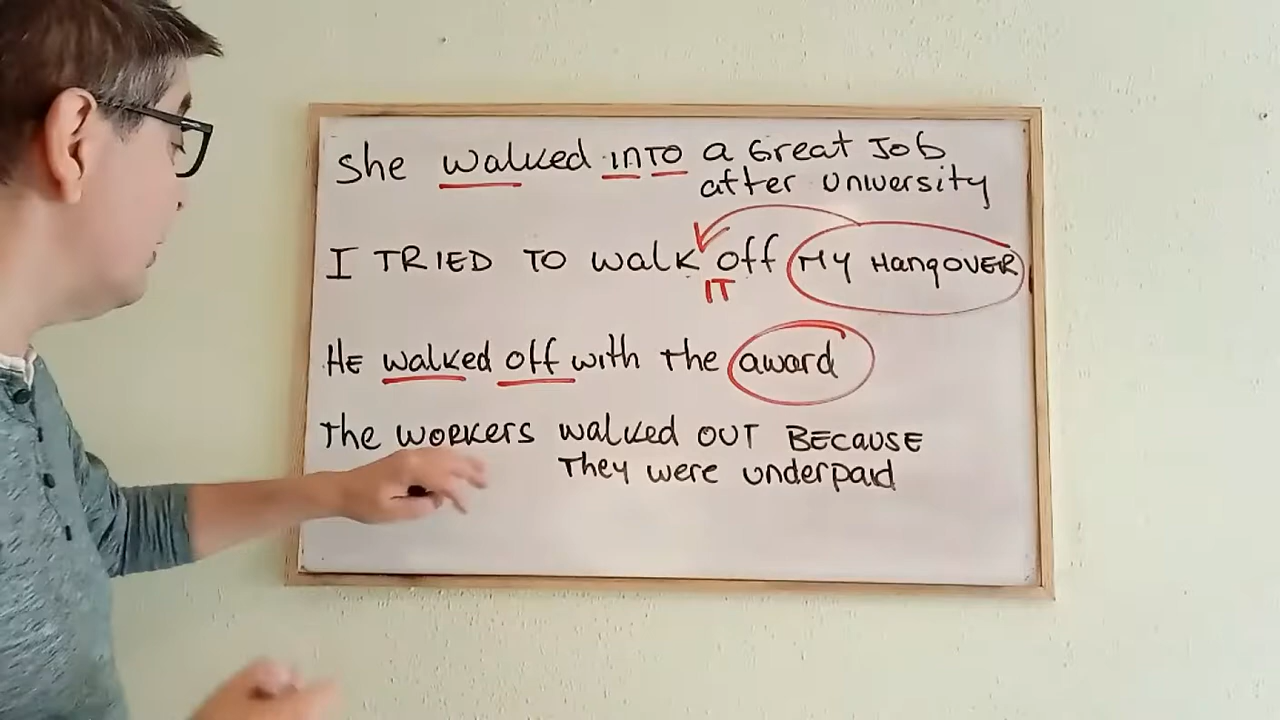 She walked INTO a Great Job
after University
I TRIED TO walk off MY HangOVER
IT
HE walked off with the award
The WORKERS walked OUT BECAUSE
They were underpaid